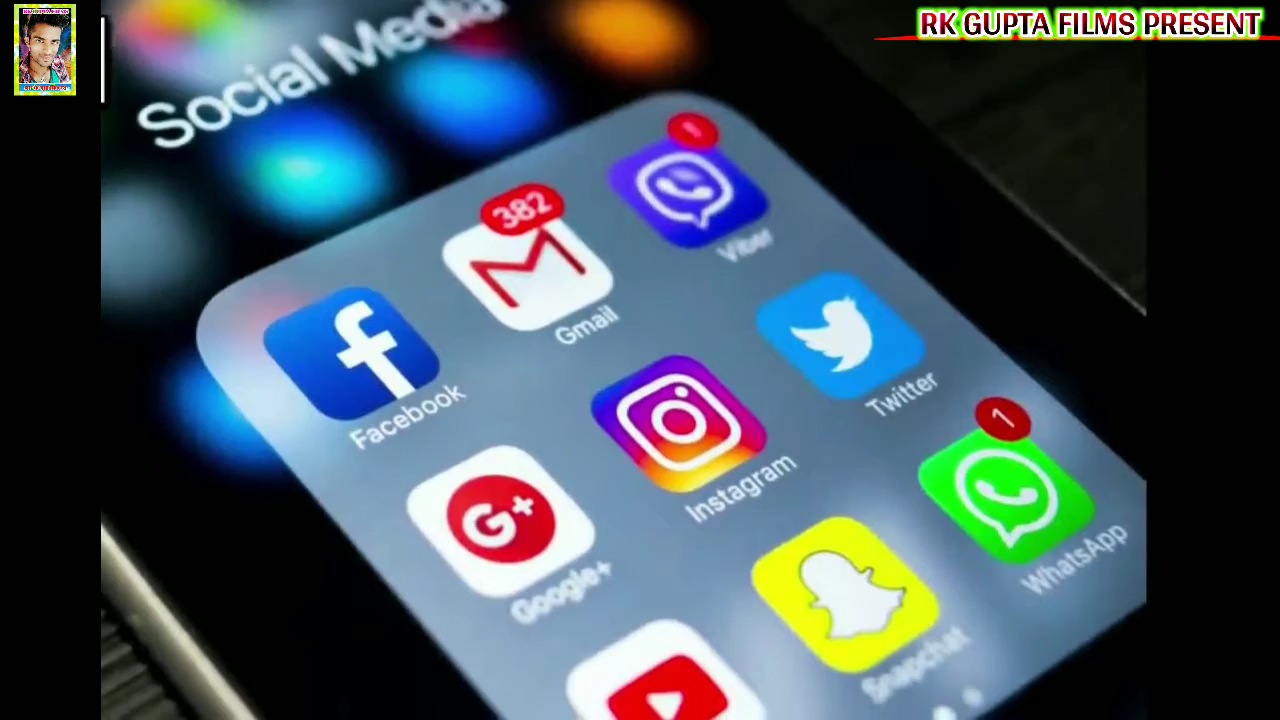 RK GUPTA FILMS PRESENT
Social Media
1
382
Viber
Gmail
Facebook
Twitter
1
Instagram
G+
Google+
WhatsApp
Snapchat